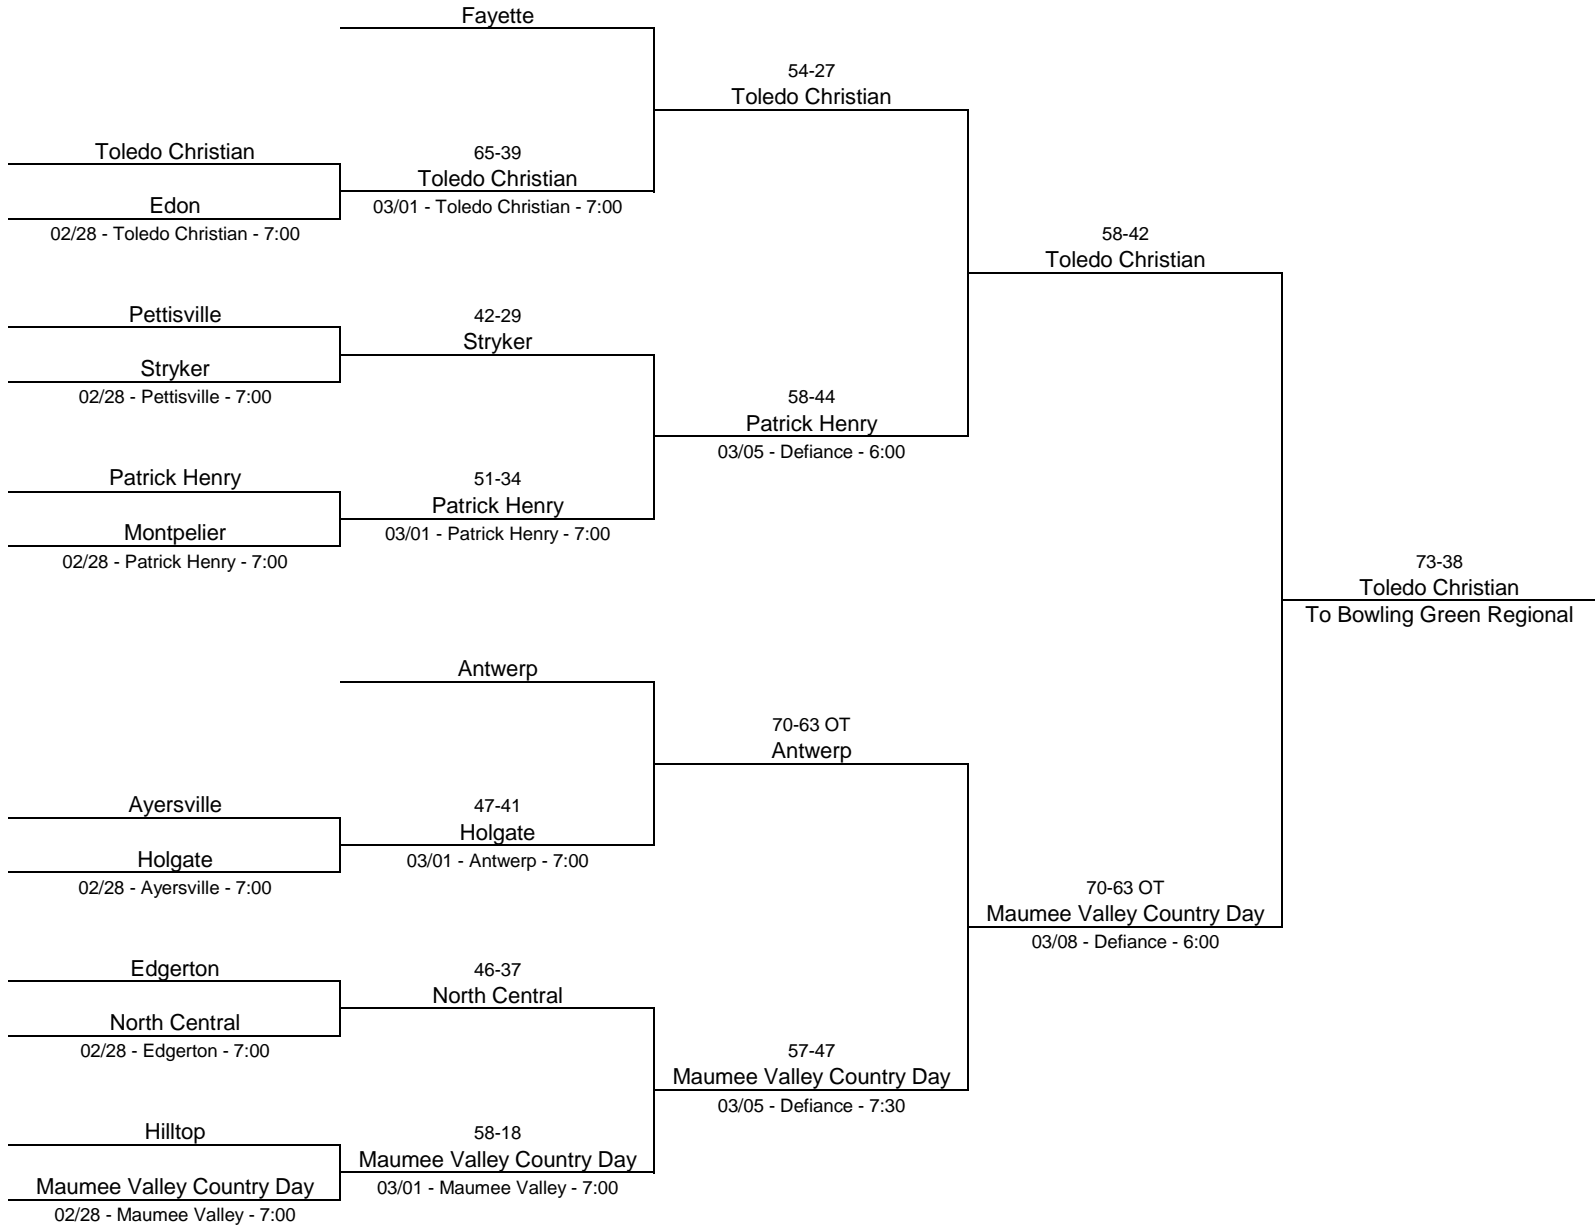 Fayette
54-27
Toledo Christian
Toledo Christian
65-39
Toledo Christian
Edon
03/01 - Toledo Christian - 7:00
02/28 - Toledo Christian - 7:00
58-42
Toledo Christian
Pettisville
42-29
Stryker
Stryker
02/28 - Pettisville - 7:00
58-44
Patrick Henry
03/05 - Defiance - 6:00
Patrick Henry
51-34
Patrick Henry
Montpelier
03/01 - Patrick Henry - 7:00
02/28 - Patrick Henry - 7:00
73-38
Toledo Christian
To Bowling Green Regional
Antwerp
70-63 OT
Antwerp
Ayersville
47-41
Holgate
Holgate
03/01 - Antwerp - 7:00
02/28 - Ayersville - 7:00
70-63 OT
Maumee Valley Country Day
03/08 - Defiance - 6:00
Edgerton
46-37
North Central
North Central
02/28 - Edgerton - 7:00
57-47
Maumee Valley Country Day
03/05 - Defiance - 7:30
Hilltop
58-18
Maumee Valley Country Day
Maumee Valley Country Day
03/01 - Maumee Valley - 7:00
02/28 - Maumee Valley - 7:00